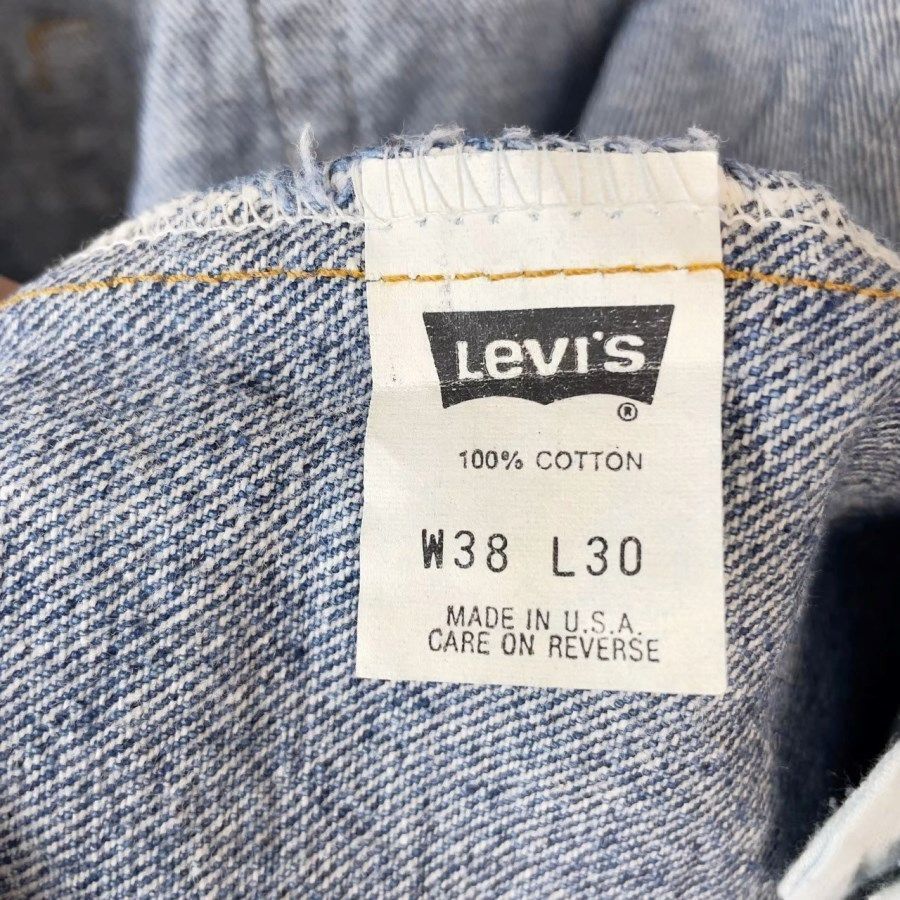 Levi's
®
100% COTTON
W38 L30
MADE IN U.S.A.
CARE ON REVERSE